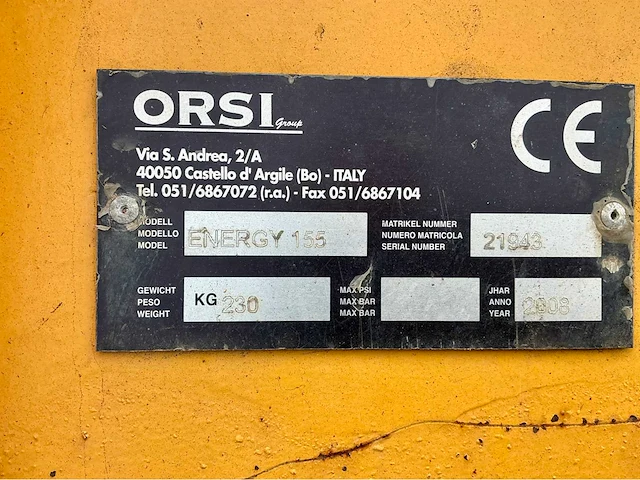 ORSI Group
CE
Via S. Andrea, 2/A
40050 Castello d'Argile (Bo) - ITALY
Tel. 051/6867072 (r.a.) - Fax 051/6867104
MODELL
MODELLO
MODEL
ENERGY 155
MATRIKEL NUMMER
NUMERO MATRICOLA
SERIAL NUMBER
21943
GEWICHT
PESO
WEIGHT
KG 230
MAX PSI
MAX BAR
MAX BAR
JHAR
ANNO
YEAR
2008